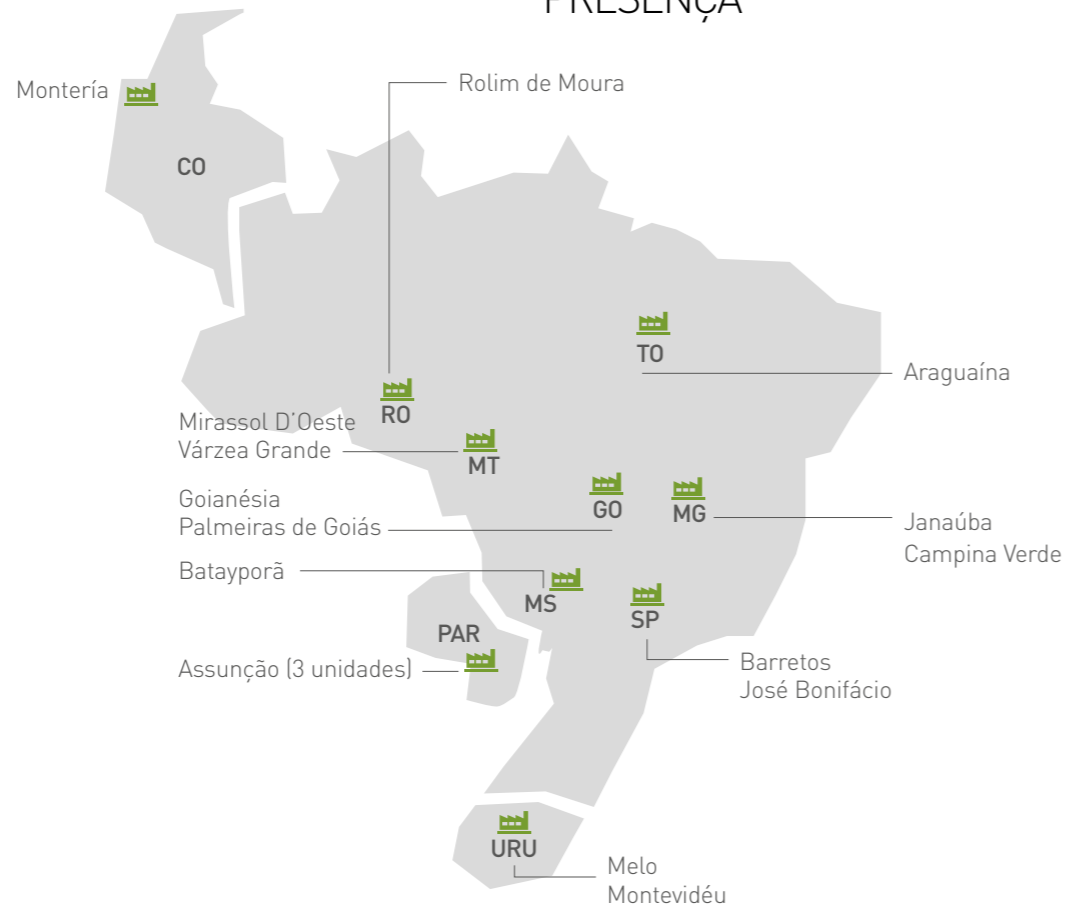 PRESENÇA
Montería
Rolim de Moura
CO
TO
Araguaína
RO
Mirassol D'Oeste
Várzea Grande
MT
Goianésia
Palmeiras de Goiás
GO
MG
Janaúba
Campina Verde
Batayporã
MS
SP
PAR
Assunção (3 unidades)
Barretos
José Bonifácio
URU
Melo
Montevidéu